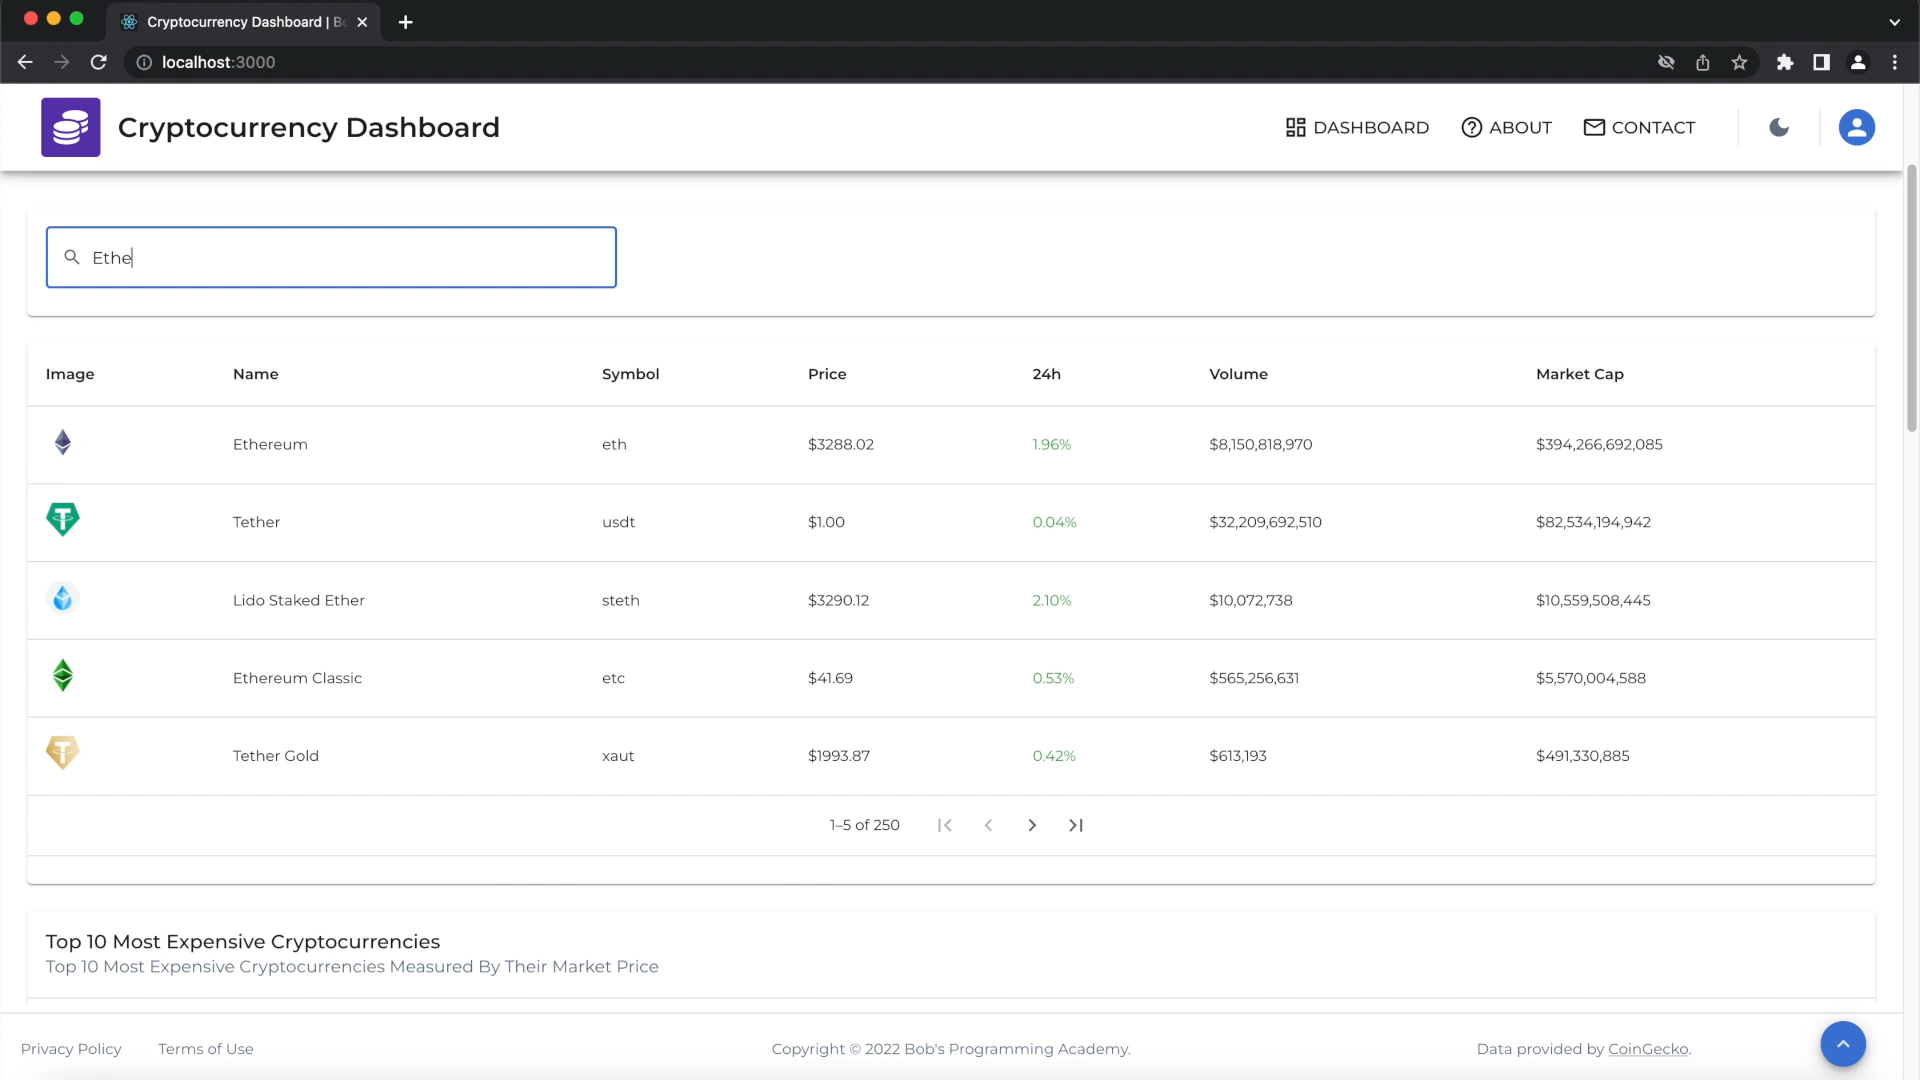 Cryptocurrency Dashboard | B
localhost:3000
Cryptocurrency Dashboard
DASHBOARD
ABOUT
CONTACT
Ethe
Image Name Symbol Price 24h Volume Market Cap
Ethereum eth $3288.02 1.96% $8,150,818,970 $394,266,692,085
Tether usdt $1.00 0.04% $32,209,692,510 $82,534,194,942
Lido Staked Ether steth $3290.12 2.10% $10,072,738 $10,559,508,445
Ethereum Classic etc $41.69 0.53% $565,256,631 $5,570,004,588
Tether Gold xaut $1993.87 0.42% $613,193 $491,330,885
1–5 of 250
Top 10 Most Expensive Cryptocurrencies
Top 10 Most Expensive Cryptocurrencies Measured By Their Market Price
Privacy Policy Terms of Use Copyright © 2022 Bob's Programming Academy. Data provided by CoinGecko.